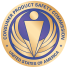 CONSUMER PRODUCT SAFETY COMMISSION
UNITED STATES OF AMERICA